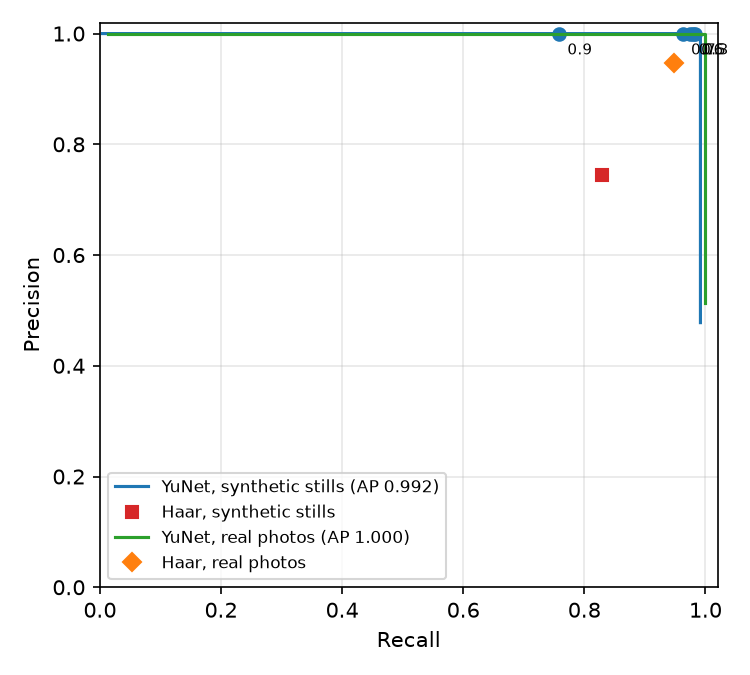 1.0
0.8
0.6
0.4
0.2
0.0
Precision
0.9
YuNet, synthetic stills (AP 0.992)
Haar, synthetic stills
YuNet, real photos (AP 1.000)
Haar, real photos
0.0 0.2 0.4 0.6 0.8 1.0
Recall